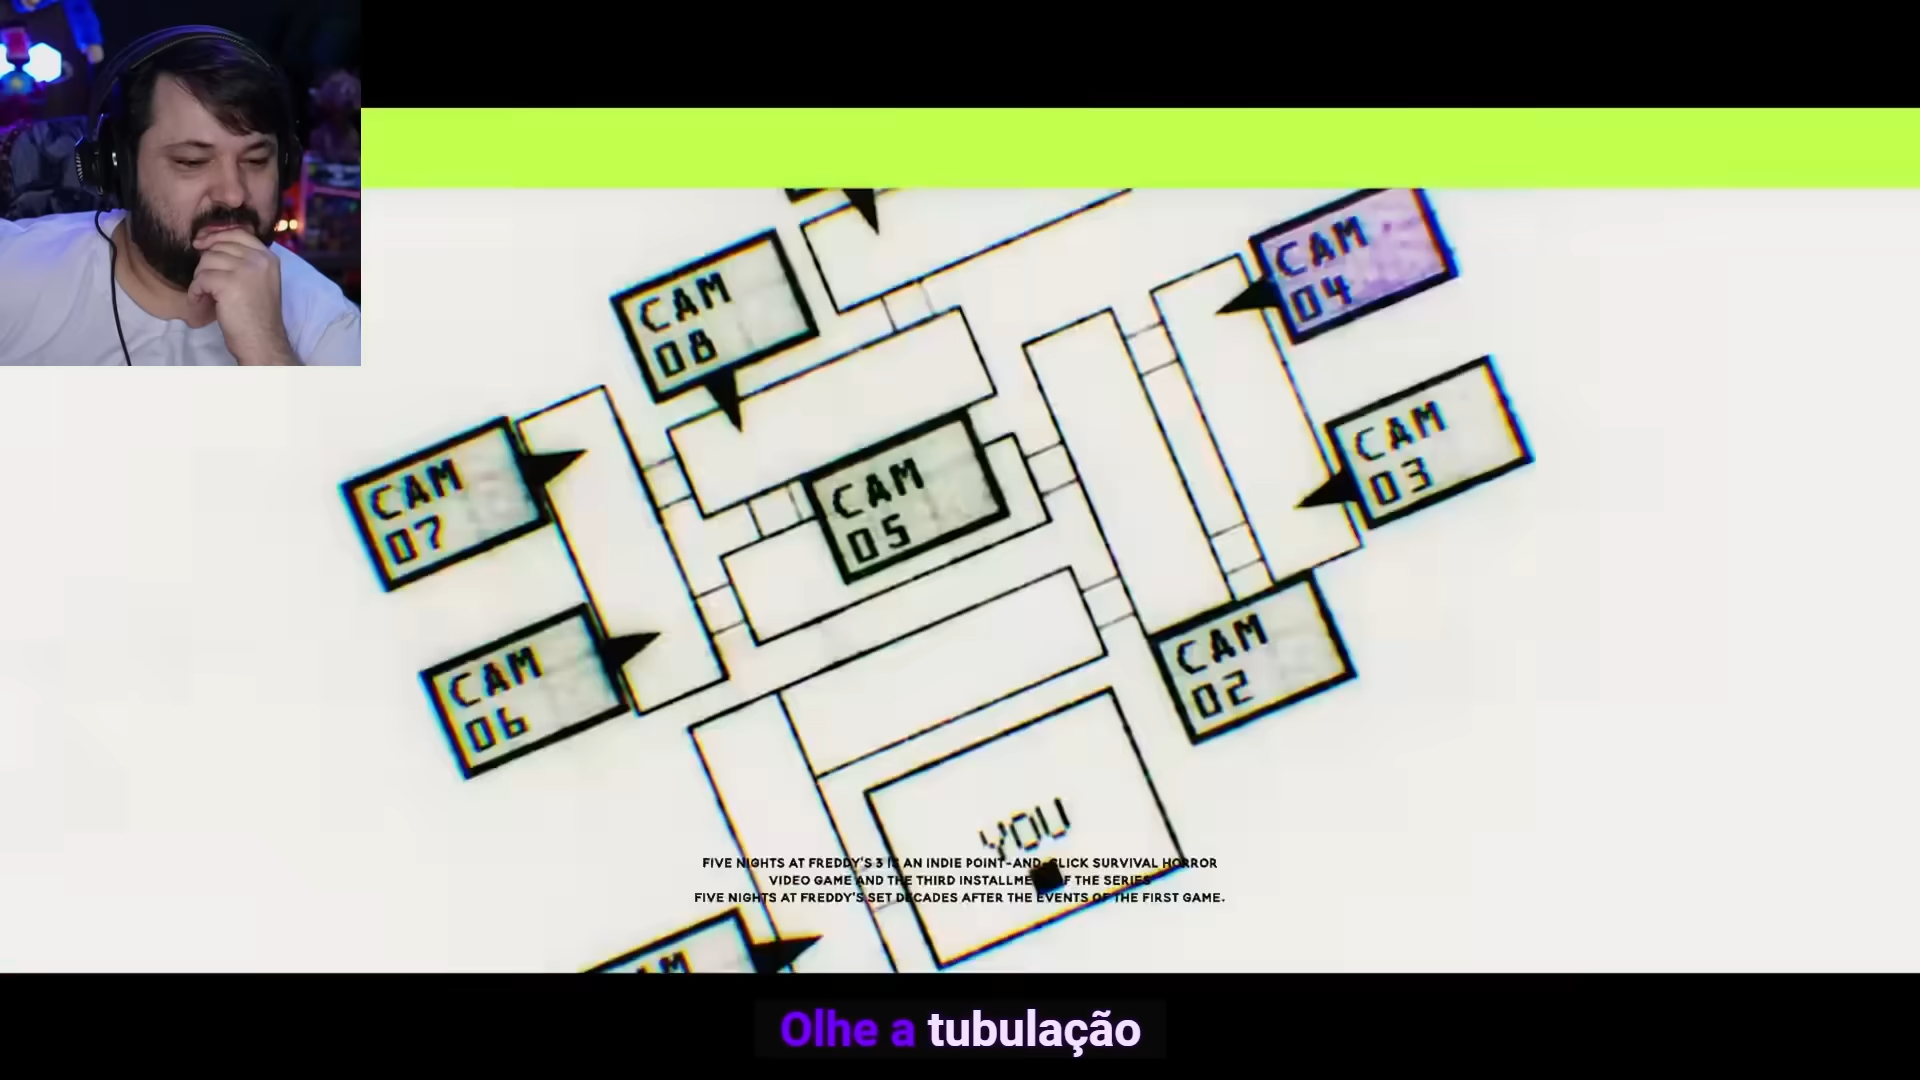 CAM
04
CAM
08
CAM
03
CAM
07
CAM
05
CAM
06
CAM
02
YOU
FIVE NIGHTS AT FREDDY'S 3 IS AN INDIE POINT-AND-CLICK SURVIVAL HORROR
VIDEO GAME AND THE THIRD INSTALLMENT OF THE SERIES
FIVE NIGHTS AT FREDDY'S SET DECADES AFTER THE EVENTS OF THE FIRST GAME.
Olhe a tubulação